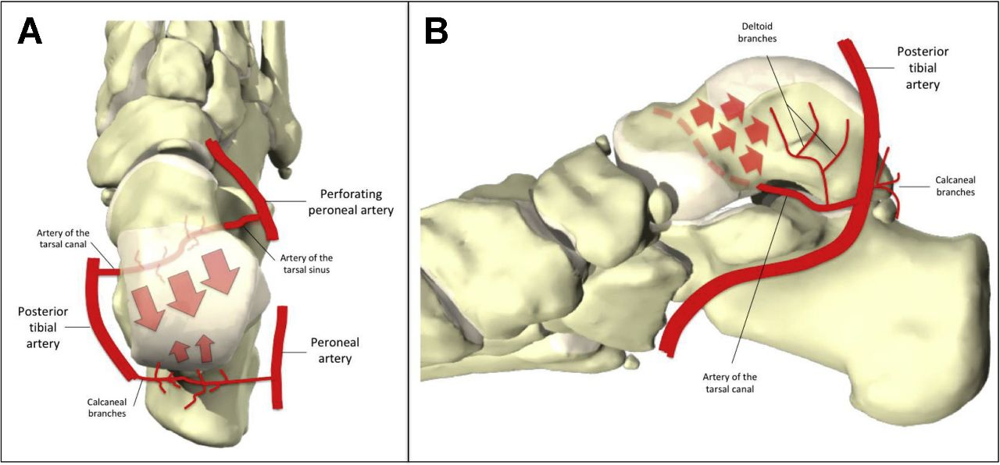 A
Perforating
peroneal artery
Artery of the
tarsal canal
Artery of the
tarsal sinus
Posterior
tibial
artery
Peroneal
artery
Calcaneal
branches
B
Deltoid
branches
Posterior
tibial
artery
Calcaneal
branches
Artery of the
tarsal canal